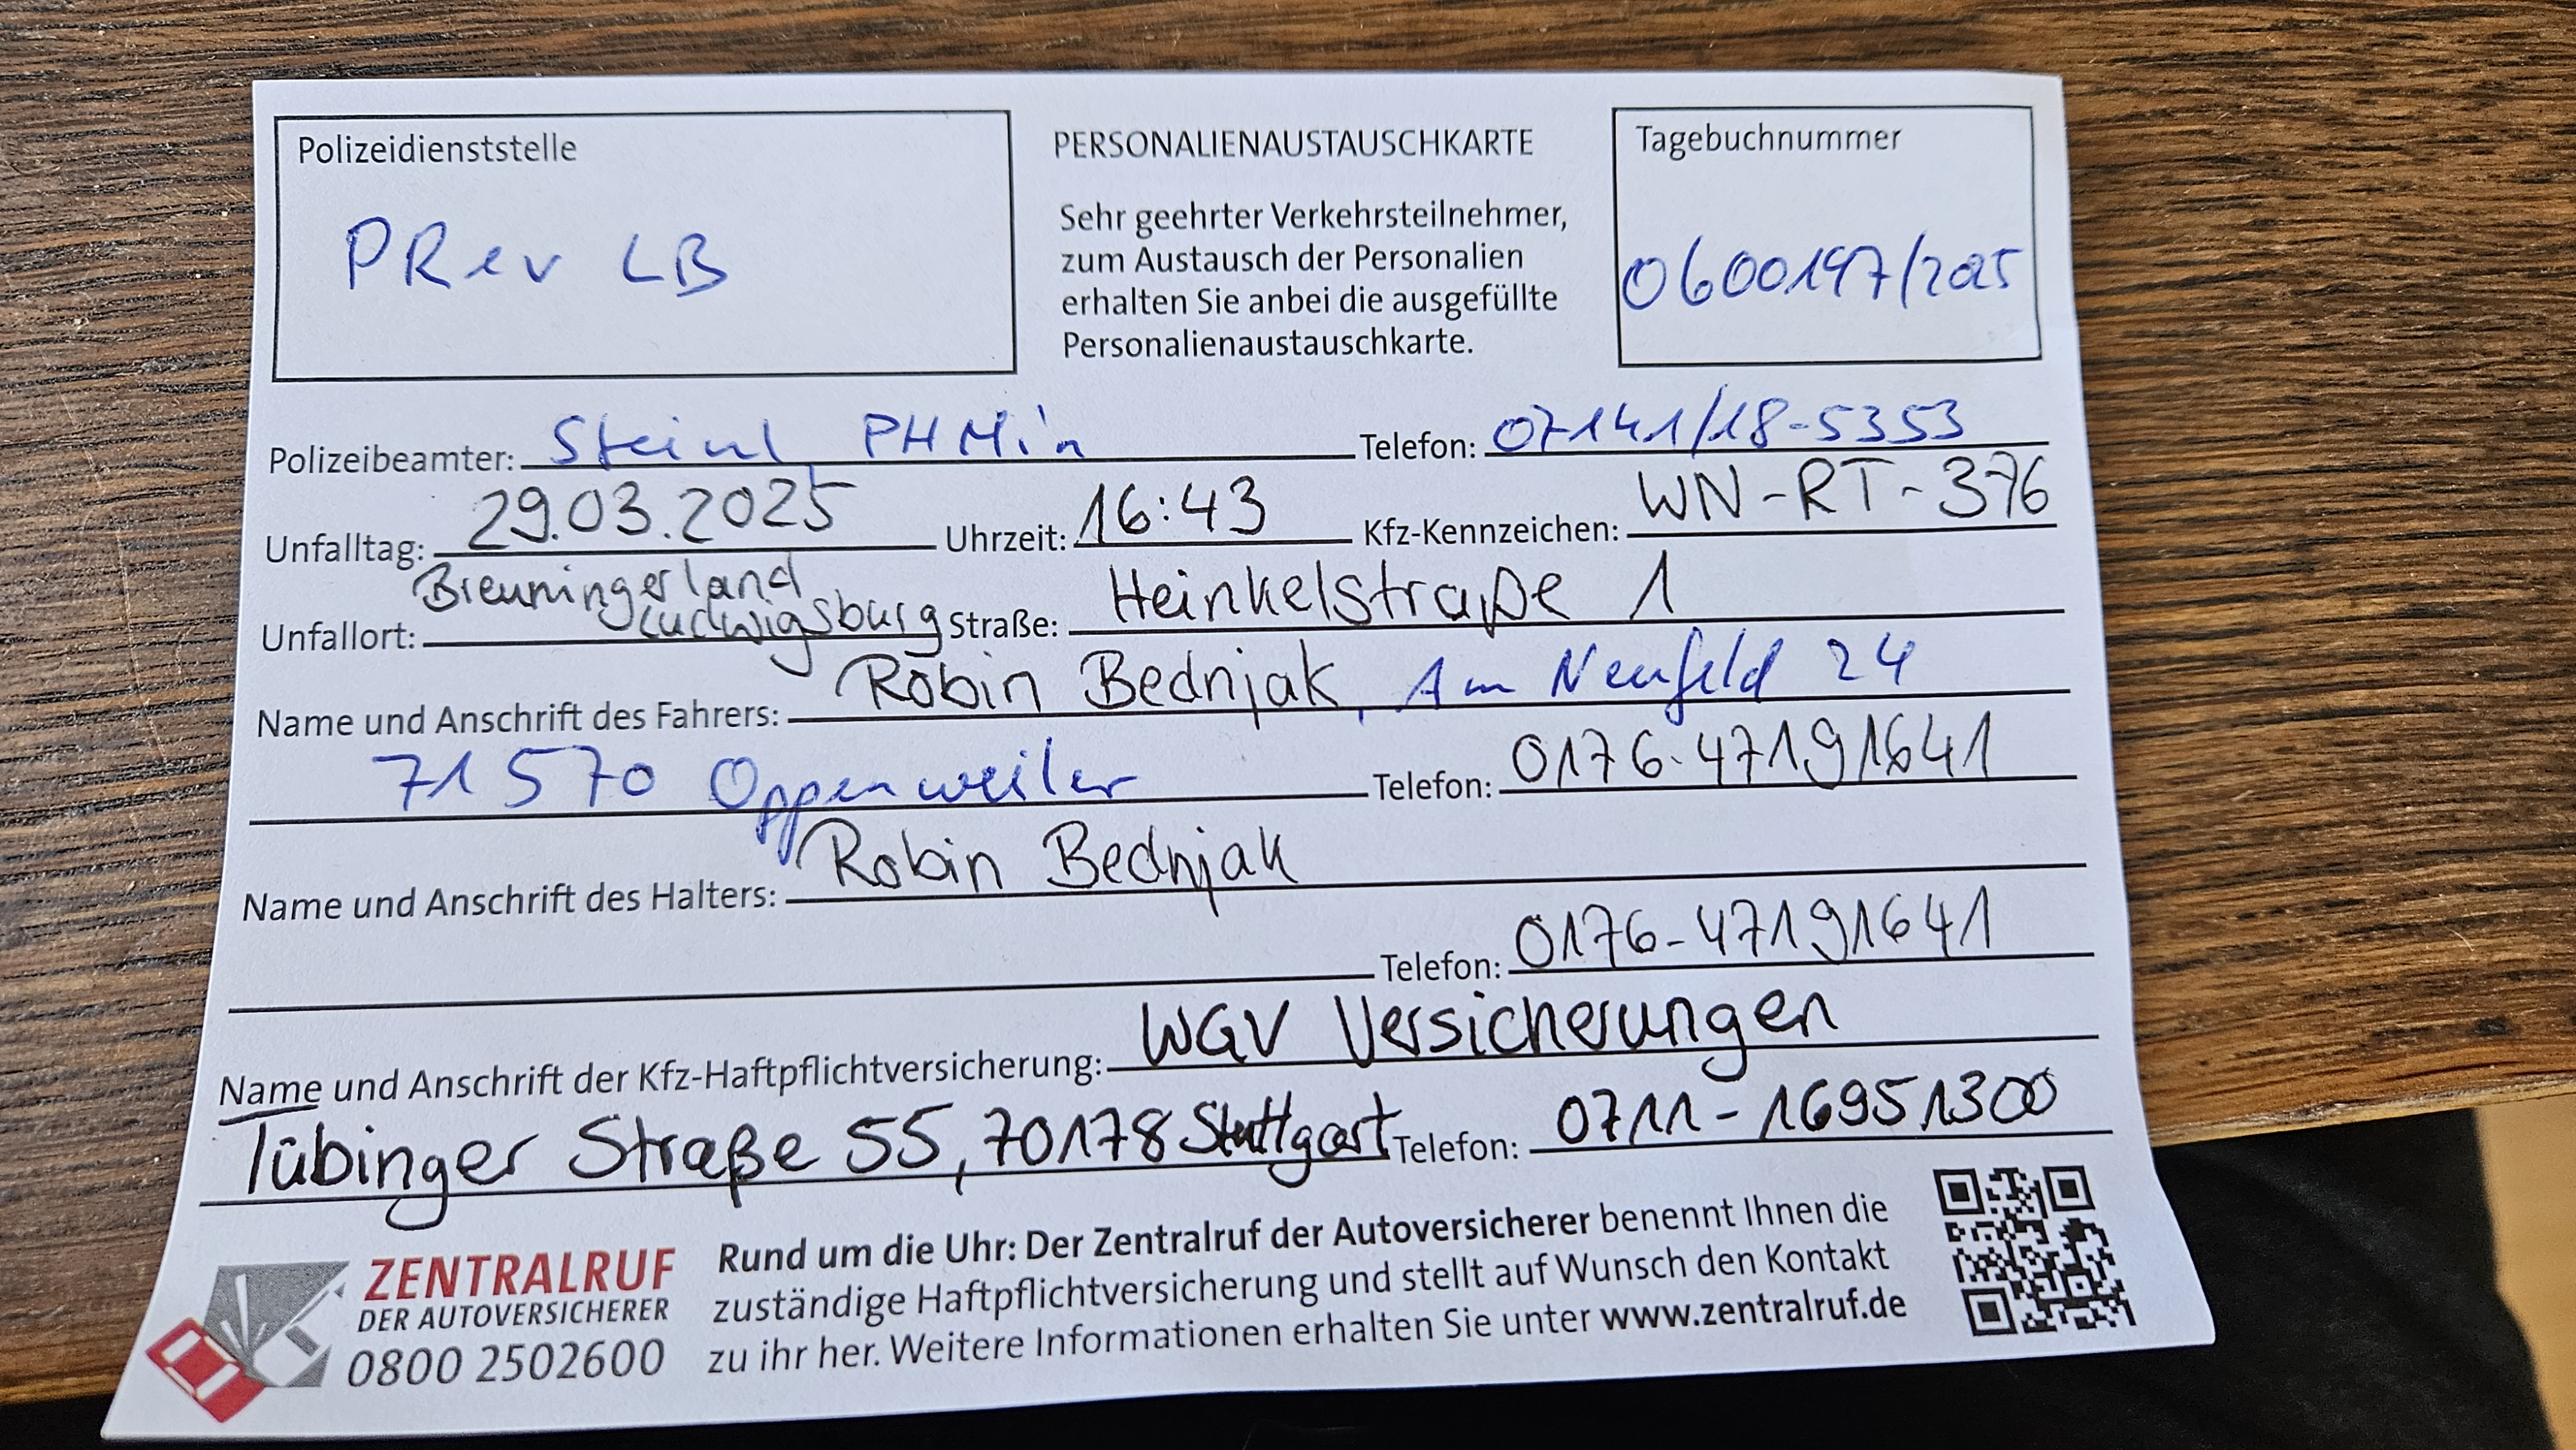 Polizeidienststelle
PRev LB
PERSONALIENAUSTAUSCHKARTE
Sehr geehrter Verkehrsteilnehmer,
zum Austausch der Personalien
erhalten Sie anbei die ausgefüllte
Personalienaustauschkarte.
Tagebuchnummer
0600197/2025
Polizeibeamter: Steinl PHMin Telefon: 07141/18-5353
Unfalltag: 29.03.2025 Uhrzeit: 16:43 Kfz-Kennzeichen: WN-RT-376
Breuningerland
Unfallort: Ludwigsburg Straße: Heinkelstraße 1
Name und Anschrift des Fahrers: Robin Bednjak, Am Neufeld 24
71570 Oppenweiler Telefon: 0176-47191641
Name und Anschrift des Halters: Robin Bednjak
Telefon: 0176-47191641
Name und Anschrift der Kfz-Haftpflichtversicherung: WGV Versicherungen
Tübinger Straße 55, 70178 Stuttgart Telefon: 0711-16951300
ZENTRALRUF
DER AUTOVERSICHERER
0800 2502600
Rund um die Uhr: Der Zentralruf der Autoversicherer benennt Ihnen die
zuständige Haftpflichtversicherung und stellt auf Wunsch den Kontakt
zu ihr her. Weitere Informationen erhalten Sie unter www.zentralruf.de